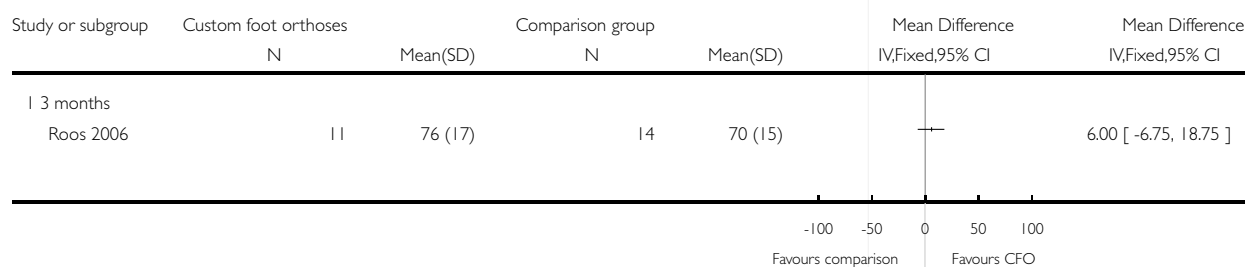 Study or subgroup Custom foot orthoses Comparison group Mean Difference Mean Difference
N Mean(SD) N Mean(SD) IV,Fixed,95% CI IV,Fixed,95% CI
1 3 months
Roos 2006 11 76 (17) 14 70 (15) 6.00 [ -6.75, 18.75 ]
-100 -50 0 50 100
Favours comparison Favours CFO